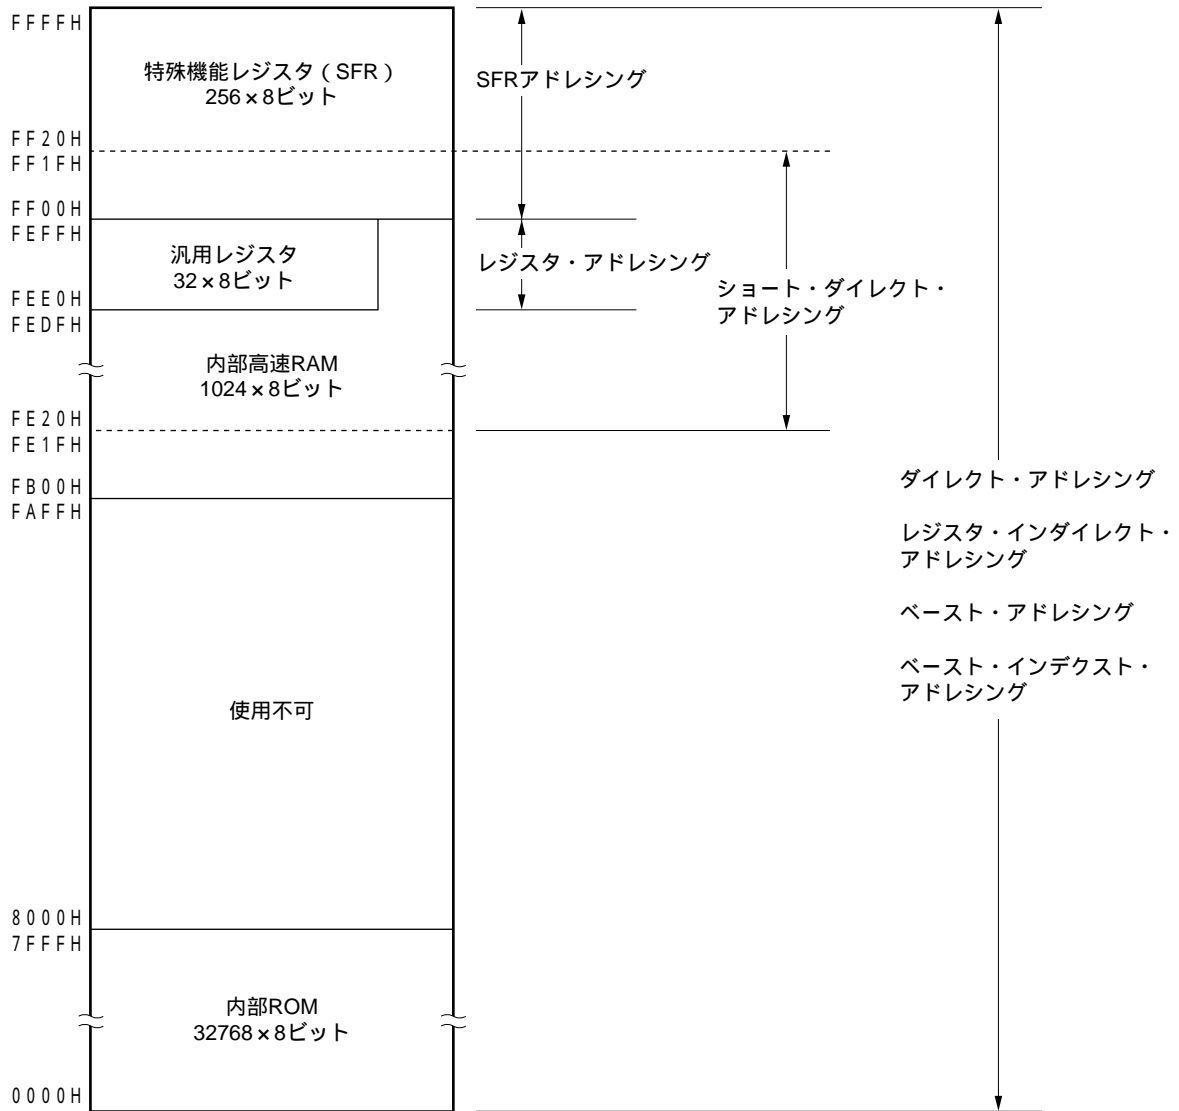 FFFFH
特殊機能レジスタ（SFR）
256×8ビット
SFRアドレシング
FF20H
FF1FH
FF00H
FEFFH
汎用レジスタ
32×8ビット
レジスタ・アドレシング
ショート・ダイレクト・
アドレシング
FEE0H
FEDFH
内部高速RAM
1024×8ビット
FE20H
FE1FH
FB00H
FAFFH
ダイレクト・アドレシング
レジスタ・インダイレクト・
アドレシング
ベースト・アドレシング
ベースト・インデクスト・
アドレシング
使用不可
8000H
7FFFH
内部ROM
32768×8ビット
0000H